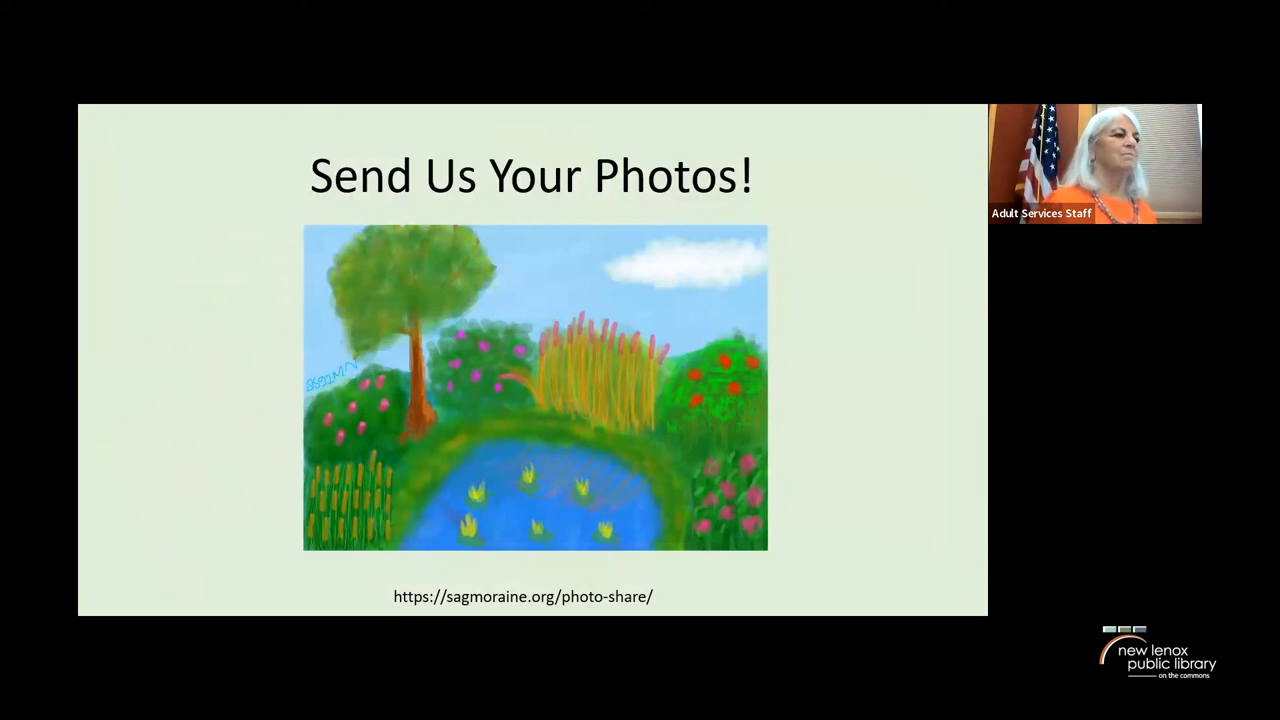 Send Us Your Photos!
https://sagmoraine.org/photo-share/
Adult Services Staff
new lenox
public library
on the commons